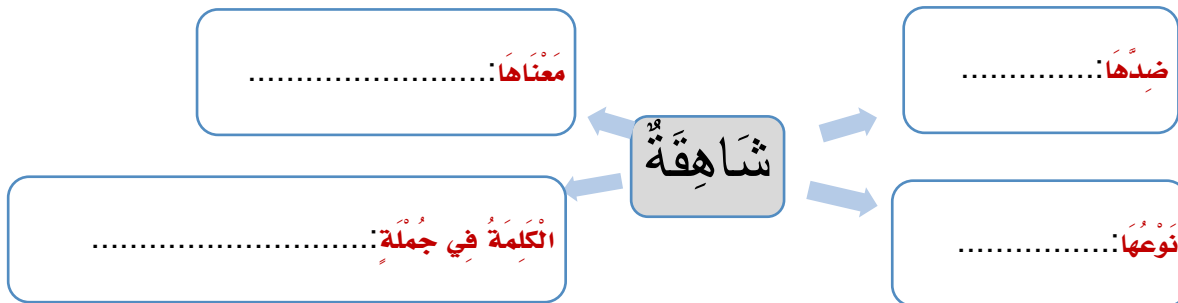 ضِدَّهَا:..............
مَعْنَاهَا:.........................
شَاهِقَةٌ
نَوْعُهَا:................
الْكَلِمَةُ فِي جُمْلَةٍ:.............................